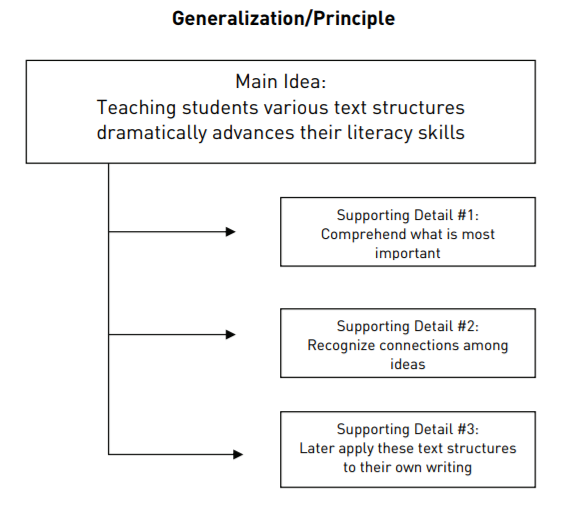 Generalization/Principle
Main Idea:
Teaching students various text structures
dramatically advances their literacy skills
Supporting Detail #1:
Comprehend what is most
important
Supporting Detail #2:
Recognize connections among
ideas
Supporting Detail #3:
Later apply these text structures
to their own writing